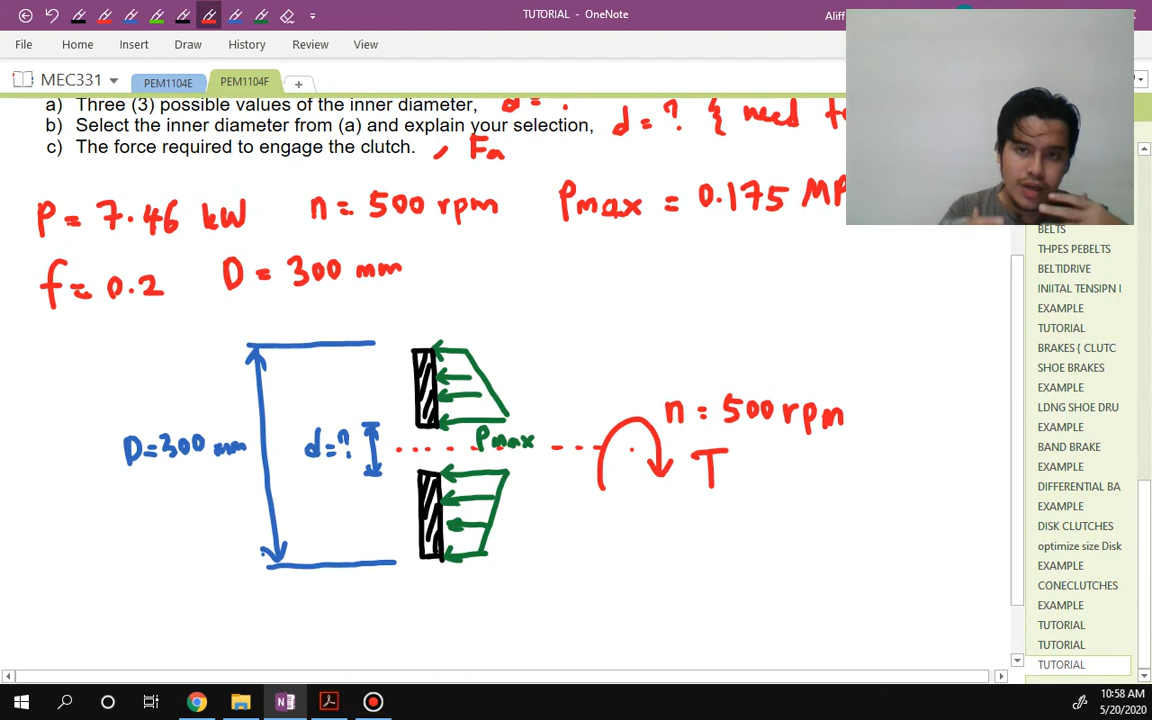 TUTORIAL - OneNote
Aliff
File Home Insert Draw History Review View
MEC331 PEM1104E PEM1104F +
a) Three (3) possible values of the inner diameter, d = :
b) Select the inner diameter from (a) and explain your selection, d = ? { need
c) The force required to engage the clutch. Fa
P = 7.46 kW n = 500 rpm Pmax = 0.175 MP
f = 0.2 D = 300 mm
D=300 mm
d=?
Pmax
n = 500 rpm
T
BELTS
THPES PEBELTS
BELTIDRIVE
INIITAL TENSIPN I
EXAMPLE
TUTORIAL
BRAKES { CLUTC
SHOE BRAKES
EXAMPLE
LDNG SHOE DRU
EXAMPLE
BAND BRAKE
EXAMPLE
DIFFERENTIAL BA
EXAMPLE
DISK CLUTCHES
optimize size Disk
EXAMPLE
CONECLUTCHES
EXAMPLE
TUTORIAL
TUTORIAL
TUTORIAL
10:58 AM
5/20/2020